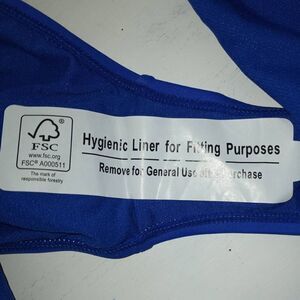 FSC
www.fsc.org
FSC® A000511
The mark of
responsible forestry
Hygienic Liner for Fitting Purposes
Remove for General Use after Purchase